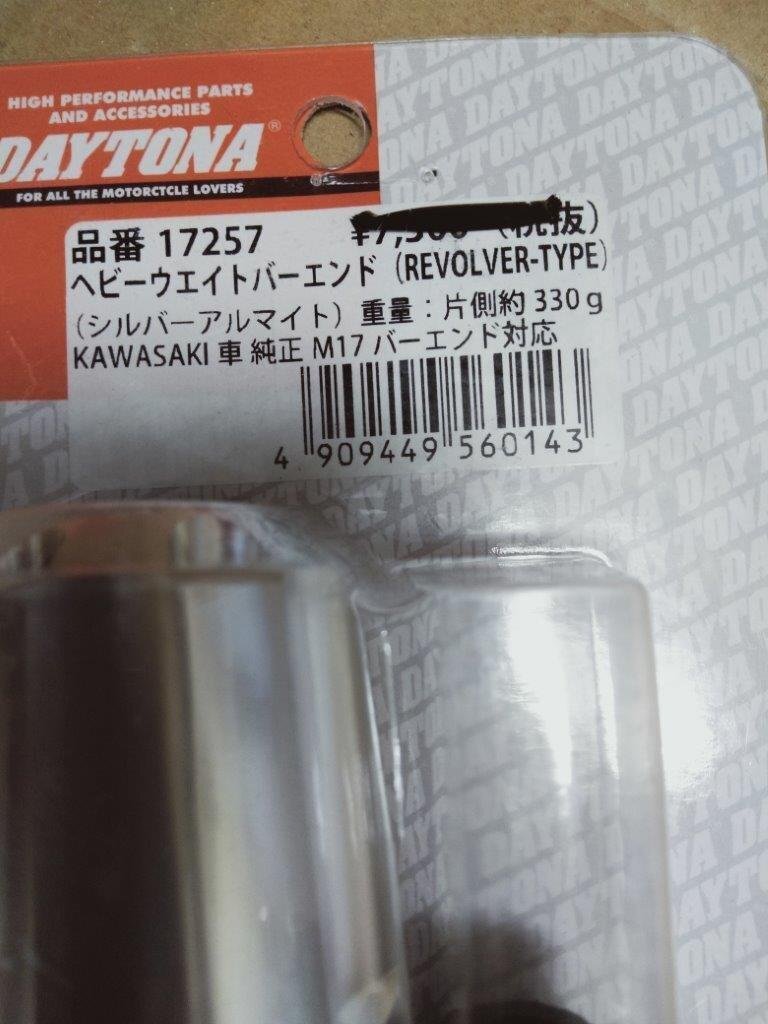 HIGH PERFORMANCE PARTS
AND ACCESSORIES
DAYTONA®
FOR ALL THE MOTORCTCLE LOVERS
品番 17257 (税抜)
ヘビーウエイトバーエンド (REVOLVER-TYPE)
(シルバーアルマイト) 重量:片側約 330g
KAWASAKI 車 純正 M17 バーエンド対応
4 909449 560143